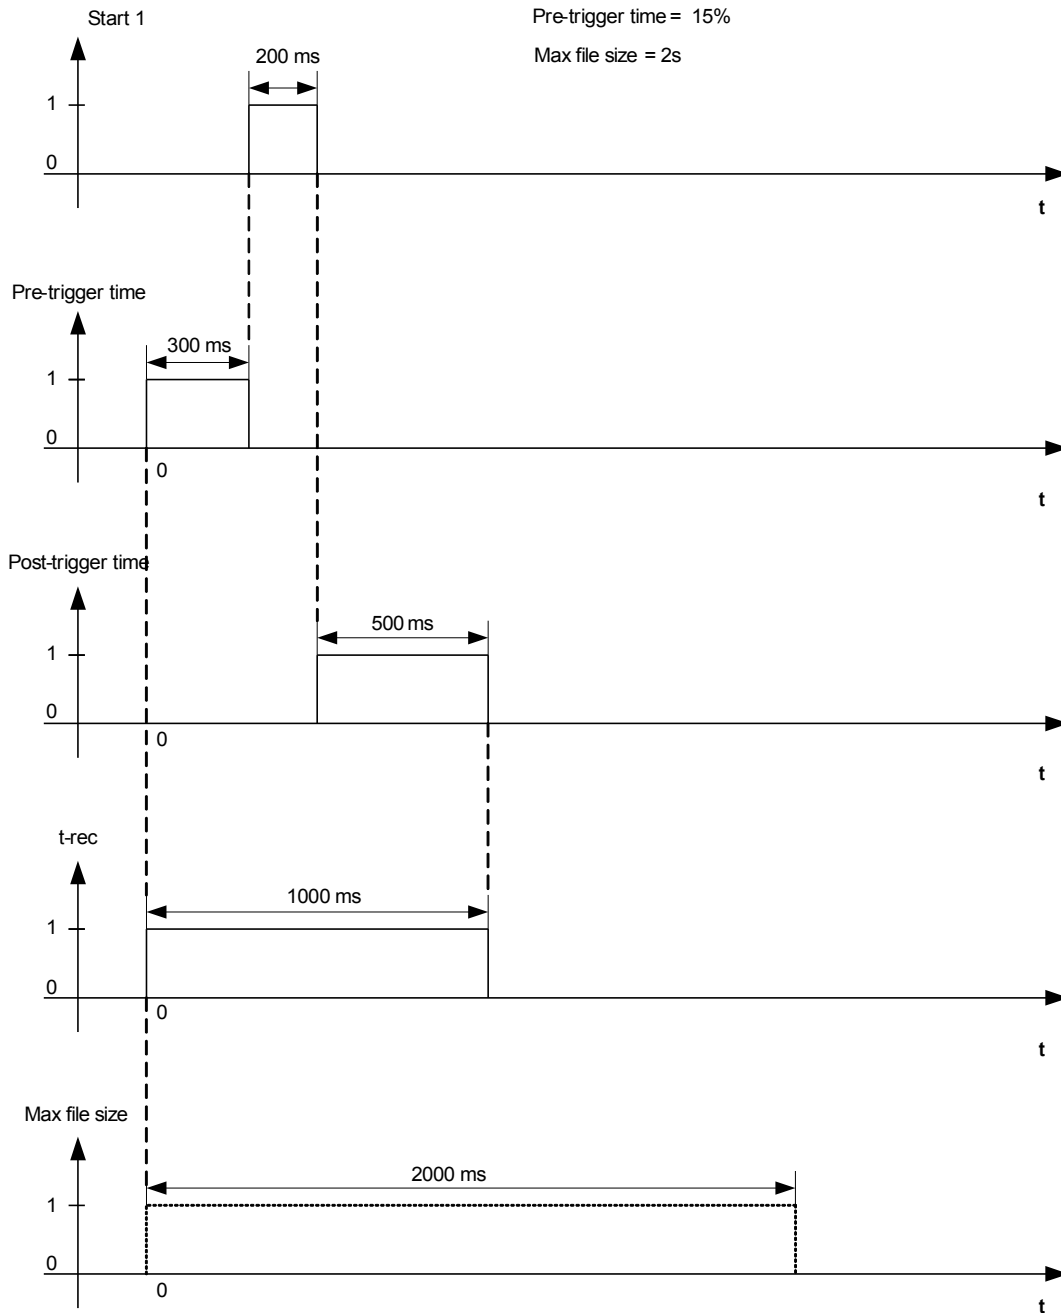 Start 1
Pre-trigger time = 15%
Max file size = 2s
200 ms
1
0
t
Pre-trigger time
300 ms
1
0
0
t
Post-trigger time
500 ms
1
0
0
t
t-rec
1000 ms
1
0
0
t
Max file size
2000 ms
1
0
0
t